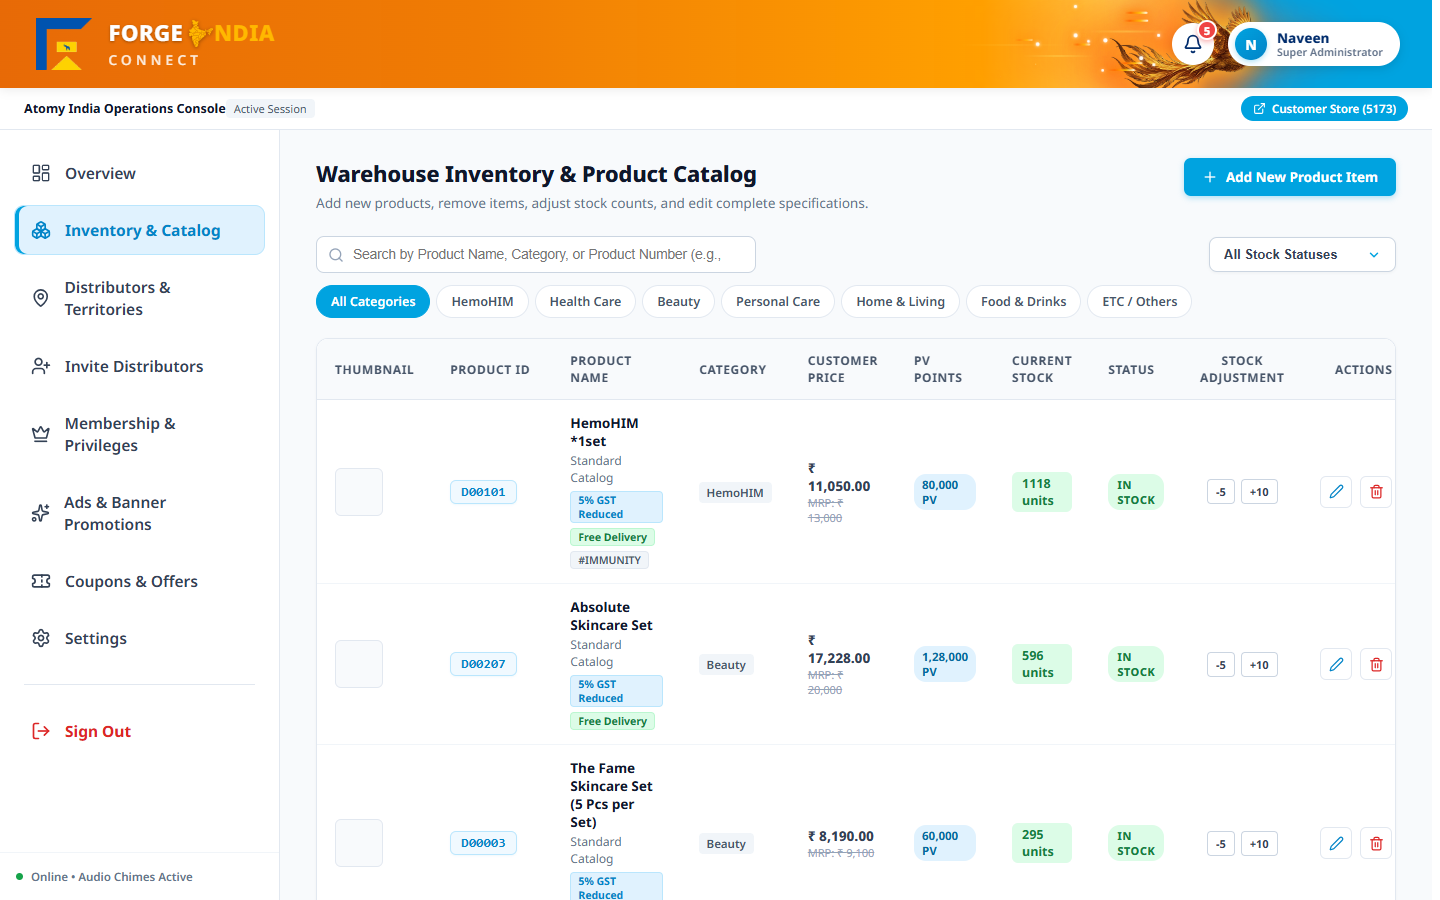 FORGE NDIA
CONNECT
5
N
Naveen
Super Administrator
Atomy India Operations Console
Active Session
Customer Store (5173)
Overview
Inventory & Catalog
Distributors &
Territories
Invite Distributors
Membership &
Privileges
Ads & Banner
Promotions
Coupons & Offers
Settings
Sign Out
Online • Audio Chimes Active
Warehouse Inventory & Product Catalog
Add New Product Item
Add new products, remove items, adjust stock counts, and edit complete specifications.
Search by Product Name, Category, or Product Number (e.g.,
All Stock Statuses
All Categories
HemoHIM
Health Care
Beauty
Personal Care
Home & Living
Food & Drinks
ETC / Others
THUMBNAIL
PRODUCT ID
PRODUCT
NAME
CATEGORY
CUSTOMER
PRICE
PV
POINTS
CURRENT
STOCK
STATUS
STOCK
ADJUSTMENT
ACTIONS
D00101
HemoHIM
*1set
Standard
Catalog
5% GST
Reduced
Free Delivery
#IMMUNITY
HemoHIM
₹
11,050.00
MRP: ₹
13,000
80,000
PV
1118
units
IN
STOCK
-5
+10
D00207
Absolute
Skincare Set
Standard
Catalog
5% GST
Reduced
Free Delivery
Beauty
₹
17,228.00
MRP: ₹
20,000
1,28,000
PV
596
units
IN
STOCK
-5
+10
D00003
The Fame
Skincare Set
(5 Pcs per
Set)
Standard
Catalog
5% GST
Reduced
Beauty
₹ 8,190.00
MRP: ₹ 9,100
60,000
PV
295
units
IN
STOCK
-5
+10